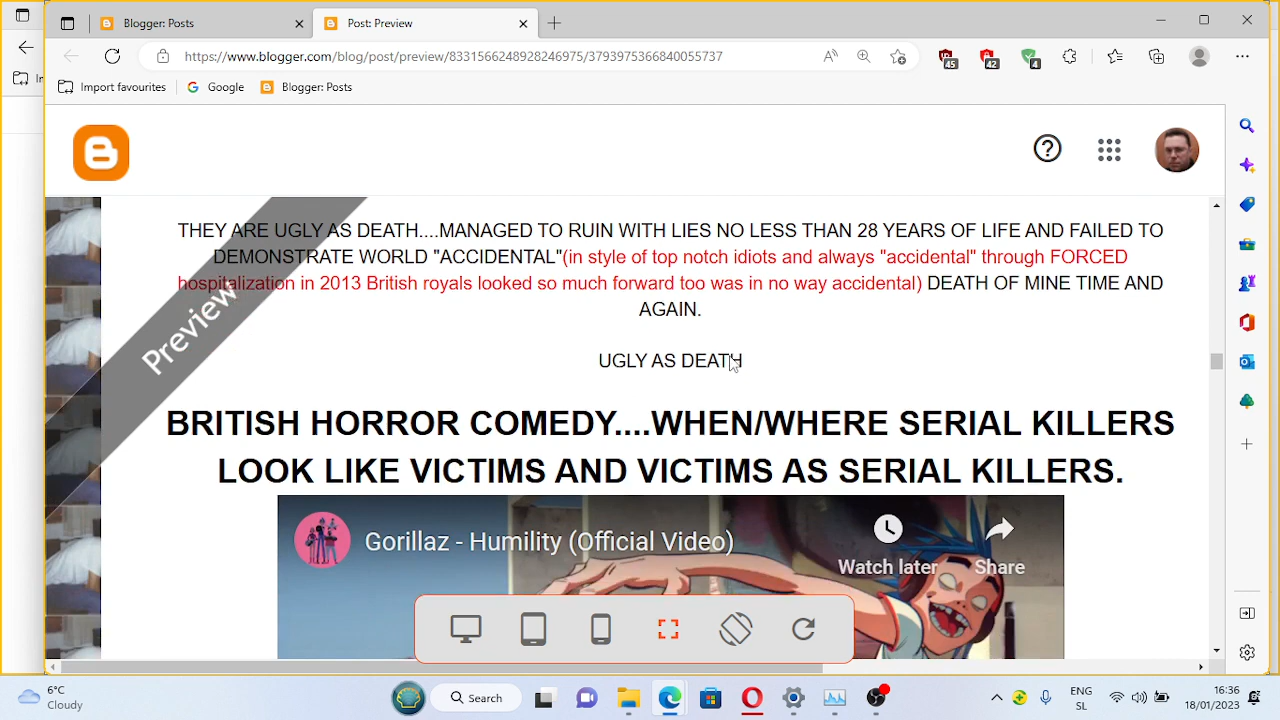 Blogger: Posts
Post: Preview
https://www.blogger.com/blog/post/preview/8331566248928246975/379397536684005737
45
42
4
Import favourites
Google
Blogger: Posts
THEY ARE UGLY AS DEATH....MANAGED TO RUIN WITH LIES NO LESS THAN 28 YEARS OF LIFE AND FAILED TO
DEMONSTRATE WORLD "ACCIDENTAL"(in style of top notch idiots and always "accidental" through FORCED
hospitalization in 2013 British royals looked so much forward too was in no way accidental) DEATH OF MINE TIME AND
AGAIN.
Preview
UGLY AS DEATH
BRITISH HORROR COMEDY....WHEN/WHERE SERIAL KILLERS
LOOK LIKE VICTIMS AND VICTIMS AS SERIAL KILLERS.
Gorillaz - Humility (Official Video)
Watch later
Share
6°C
Cloudy
Search
ENG
SL
16:36
18/01/2023